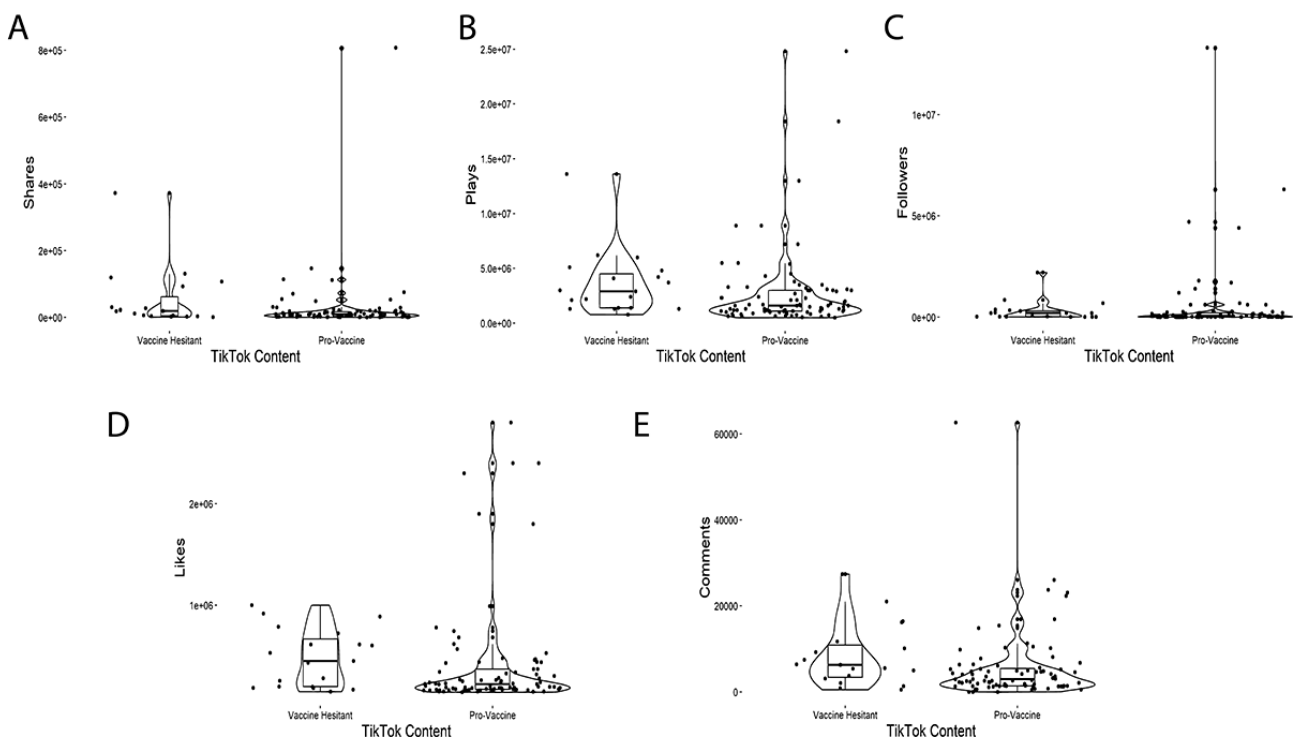 A
8e+05
6e+05
4e+05
2e+05
0e+00
Shares
Vaccine Hesitant
Pro-Vaccine
TikTok Content
B
2.5e+07
2.0e+07
1.5e+07
1.0e+07
5.0e+06
0.0e+00
Plays
Vaccine Hesitant
Pro-Vaccine
TikTok Content
C
1e+07
5e+06
0e+00
Followers
Vaccine Hesitant
Pro-Vaccine
TikTok Content
D
2e+06
1e+06
Likes
Vaccine Hesitant
Pro-Vaccine
TikTok Content
E
60000
40000
20000
0
Comments
Vaccine Hesitant
Pro-Vaccine
TikTok Content